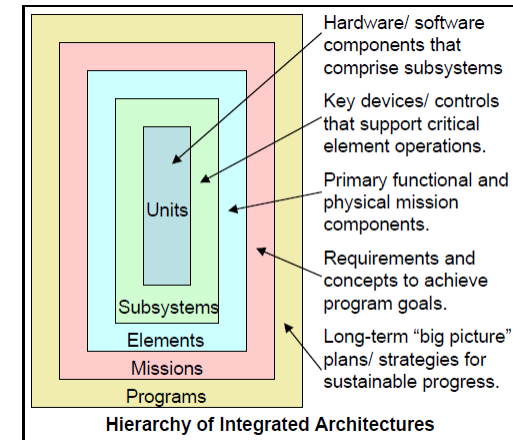 Hardware/ software
components that
comprise subsystems
Key devices/ controls
that support critical
element operations.
Primary functional and
physical mission
components.
Requirements and
concepts to achieve
program goals.
Long-term “big picture”
plans/ strategies for
sustainable progress.
Units
Subsystems
Elements
Missions
Programs
Hierarchy of Integrated Architectures